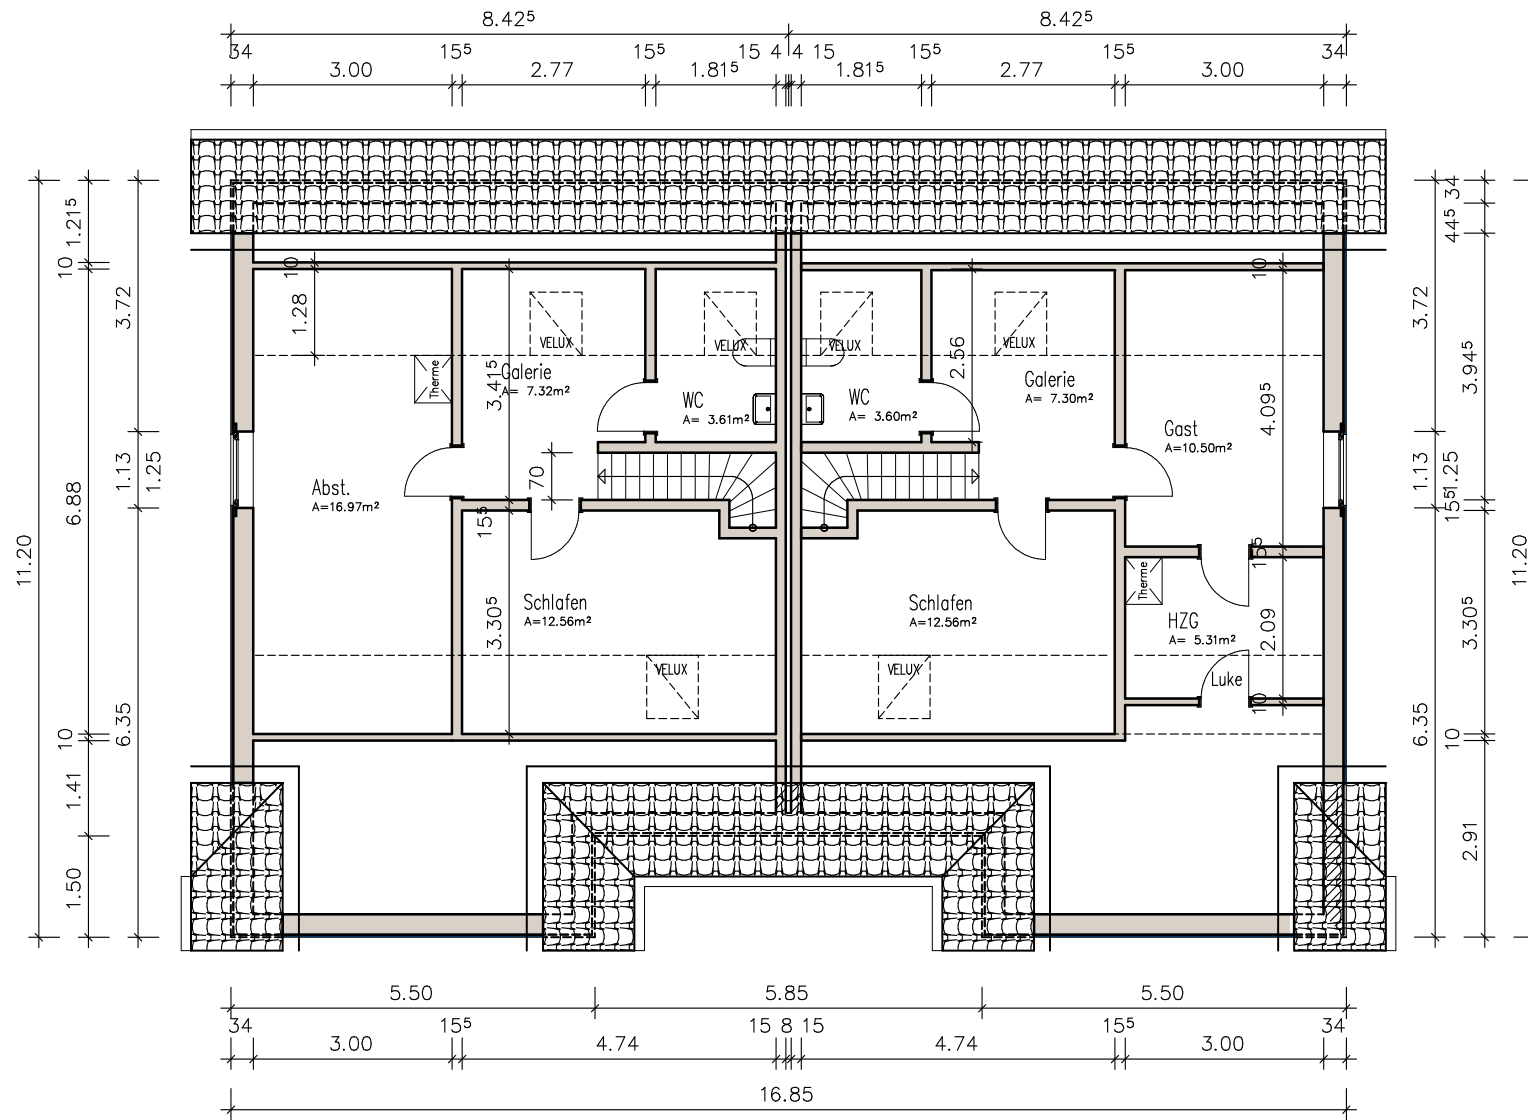 8.42⁵ 8.42⁵
34 15⁵ 15⁵ 15 4 4 15 15⁵ 15⁵ 34
3.00 2.77 1.81⁵ 1.81⁵ 2.77 3.00
11.20
1.21⁵
10
6.88
10
1.41
1.50
3.72
1.13
1.25
6.35
10
1.28
Therme
Abst.
A=16.97m²
VELUX
Galerie
A= 7.32m²
3.41⁵
70
15⁵
3.30⁵
Schlafen
A=12.56m²
VELUX
VELUX
WC
A= 3.61m²
VELUX
WC
A= 3.60m²
2.56
VELUX
Galerie
A= 7.30m²
Schlafen
A=12.56m²
VELUX
10
4.09⁵
Gast
A=10.50m²
15⁵
Therme
HZG
A= 5.31m²
2.09
Luke
10
3.72
1.13
1.25
6.35
34
44⁵
3.94⁵
15⁵
3.30⁵
10
2.91
11.20
5.50 5.85 5.50
34 15⁵ 15 8 15 15⁵ 34
3.00 4.74 4.74 3.00
16.85